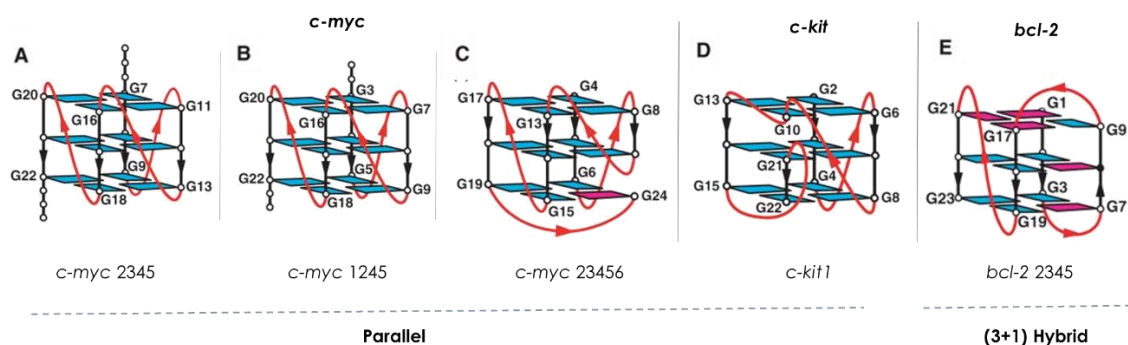 c-myc
c-kit
bcl-2
A
B
C
D
E
G20
G7
G11
G16
G9
G22
G13
G18
G20
G3
G7
G16
G5
G22
G9
G18
G17
G4
G8
G13
G6
G19
G24
G15
G13
G2
G6
G10
G21
G4
G15
G22
G8
G21
G1
G17
G9
G3
G23
G7
G19
c-myc 2345
c-myc 1245
c-myc 23456
c-kit1
bcl-2 2345
Parallel
(3+1) Hybrid